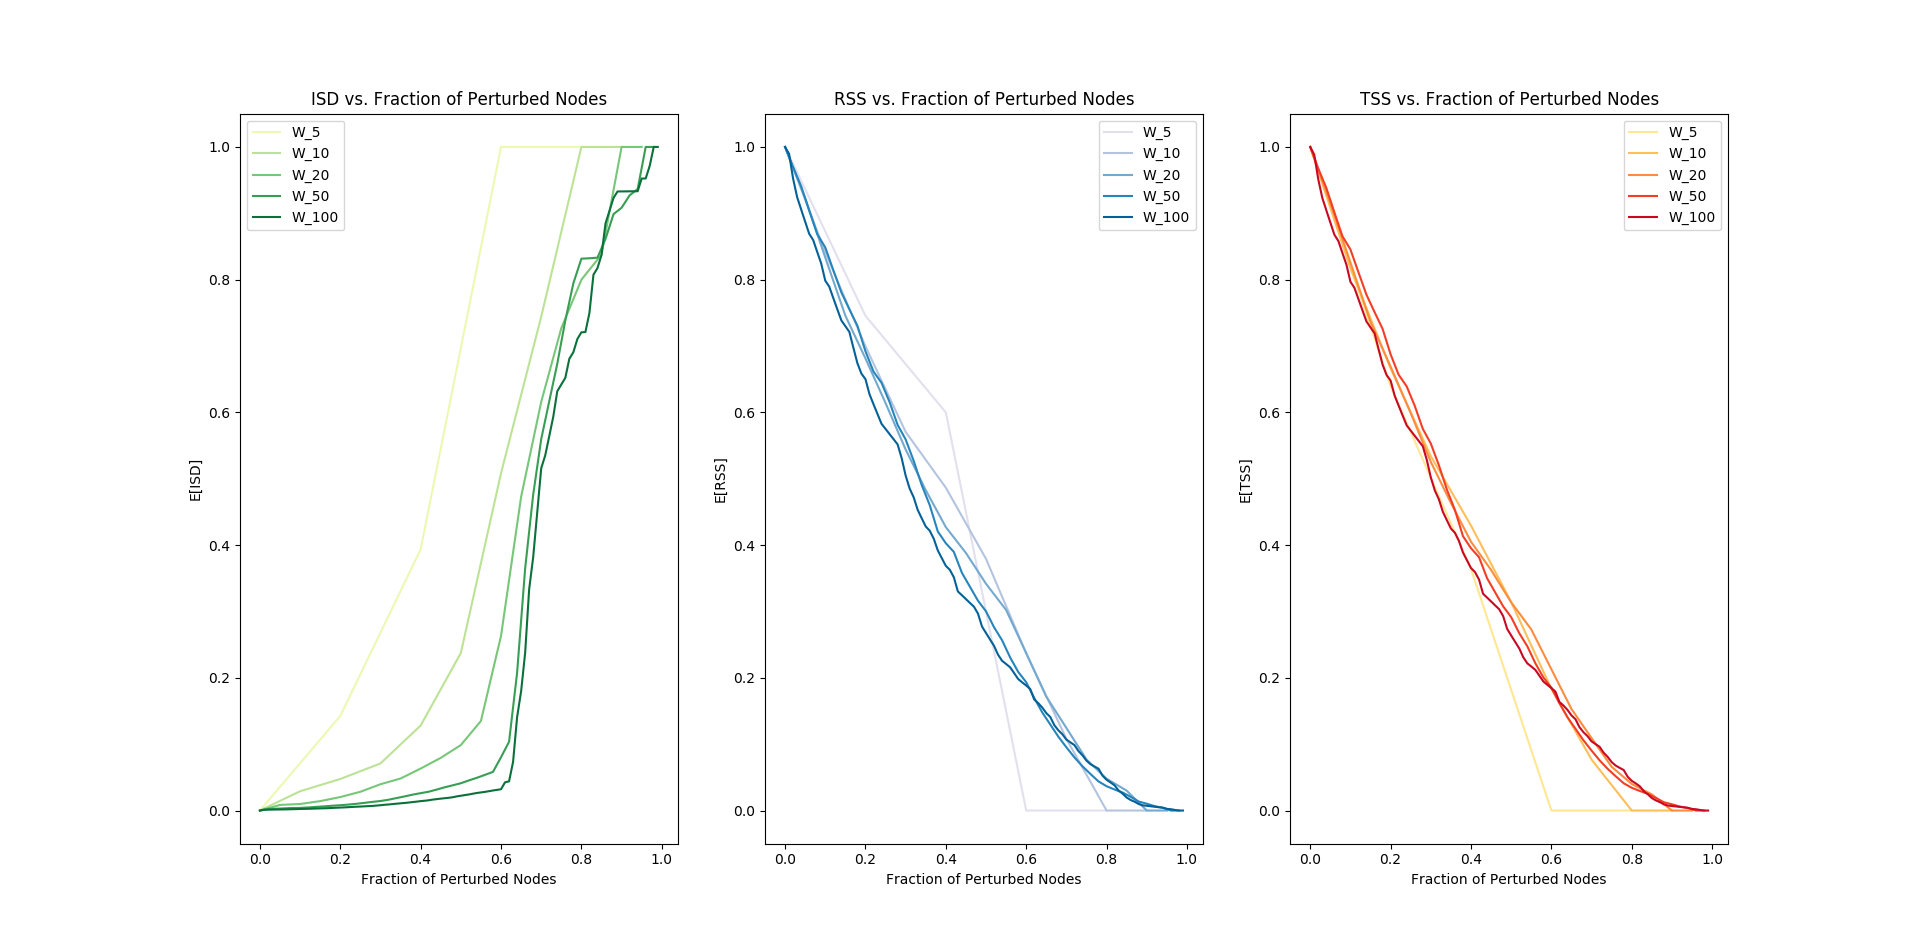 ISD vs. Fraction of Perturbed Nodes
W_5
W_10
W_20
W_50
W_100
1.0
0.8
0.6
0.4
0.2
0.0
E[ISD]
0.0 0.2 0.4 0.6 0.8 1.0
Fraction of Perturbed Nodes
RSS vs. Fraction of Perturbed Nodes
W_5
W_10
W_20
W_50
W_100
1.0
0.8
0.6
0.4
0.2
0.0
E[RSS]
0.0 0.2 0.4 0.6 0.8 1.0
Fraction of Perturbed Nodes
TSS vs. Fraction of Perturbed Nodes
W_5
W_10
W_20
W_50
W_100
1.0
0.8
0.6
0.4
0.2
0.0
E[TSS]
0.0 0.2 0.4 0.6 0.8 1.0
Fraction of Perturbed Nodes